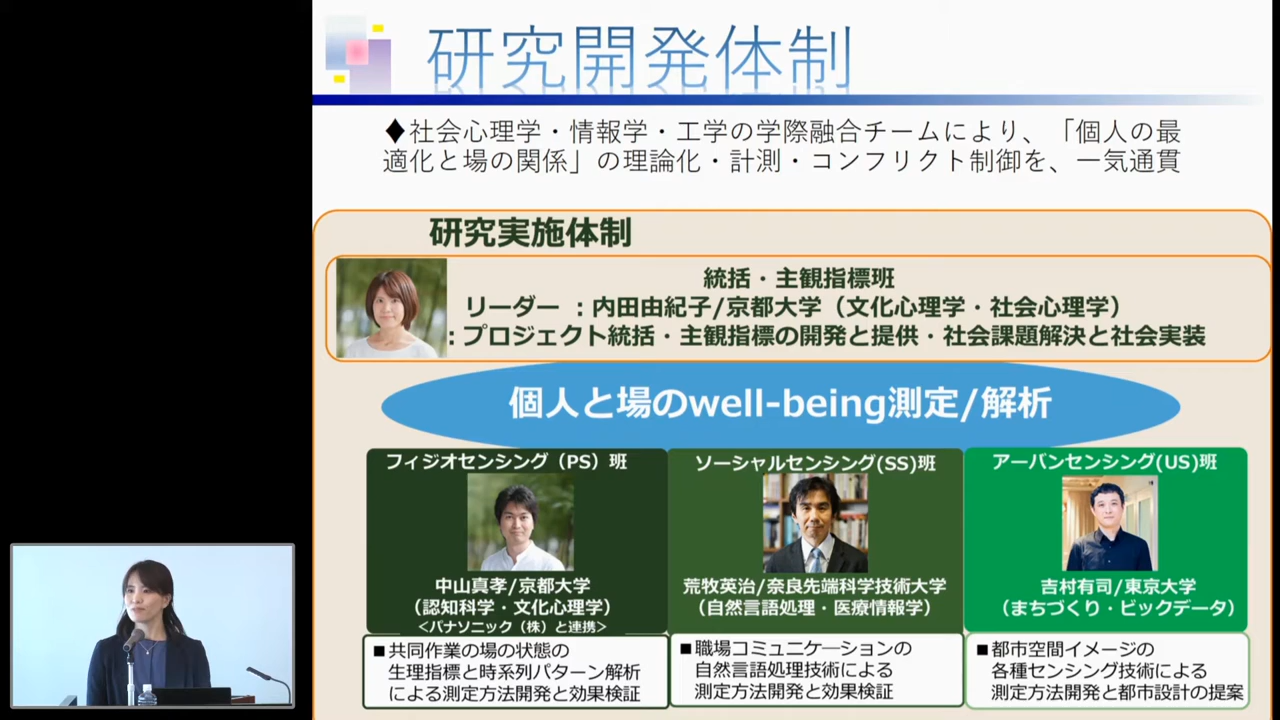 研究開発体制
◆社会心理学・情報学・工学の学際融合チームにより、「個人の最
適化と場の関係」の理論化・計測・コンフリクト制御を、一気通貫
研究実施体制
統括・主観指標班
リーダー ：内田由紀子/京都大学（文化心理学・社会心理学）
：プロジェクト統括・主観指標の開発と提供・社会課題解決と社会実装
個人と場のwell-being測定/解析
フィジオセンシング（PS）班
中山真孝/京都大学
（認知科学・文化心理学）
＜パナソニック（株）と連携＞
■共同作業の場の状態の
生理指標と時系列パターン解析
による測定方法開発と効果検証
ソーシャルセンシング(SS)班
荒牧英治/奈良先端科学技術大学
（自然言語処理・医療情報学）
■職場コミュニケーションの
自然言語処理技術による
測定方法開発と効果検証
アーバンセンシング(US)班
吉村有司/東京大学
（まちづくり・ビックデータ）
■都市空間イメージの
各種センシング技術による
測定方法開発と都市設計の提案